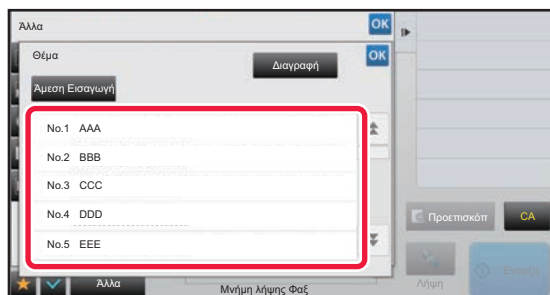 Άλλα
OK
Θέμα
Διαγραφή
OK
Άμεση Εισαγωγή
No.1 AAA
No.2 BBB
No.3 CCC
No.4 DDD
No.5 EEE
Προεπισκόπ
CA
Λήψη
Έναρξη
Άλλα
Μνήμη λήψης Φαξ